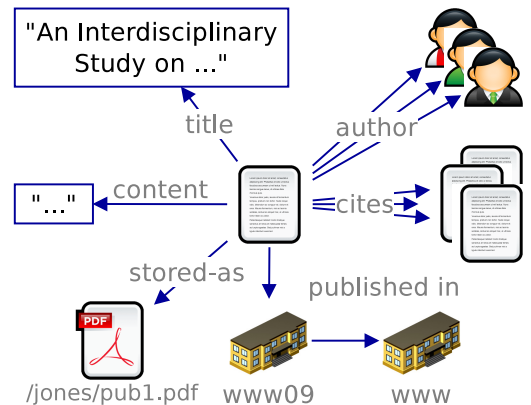 "An Interdisciplinary
Study on ..."
title
author
content
"..."
cites
stored-as
published in
PDF
/jones/pub1.pdf
www09
www